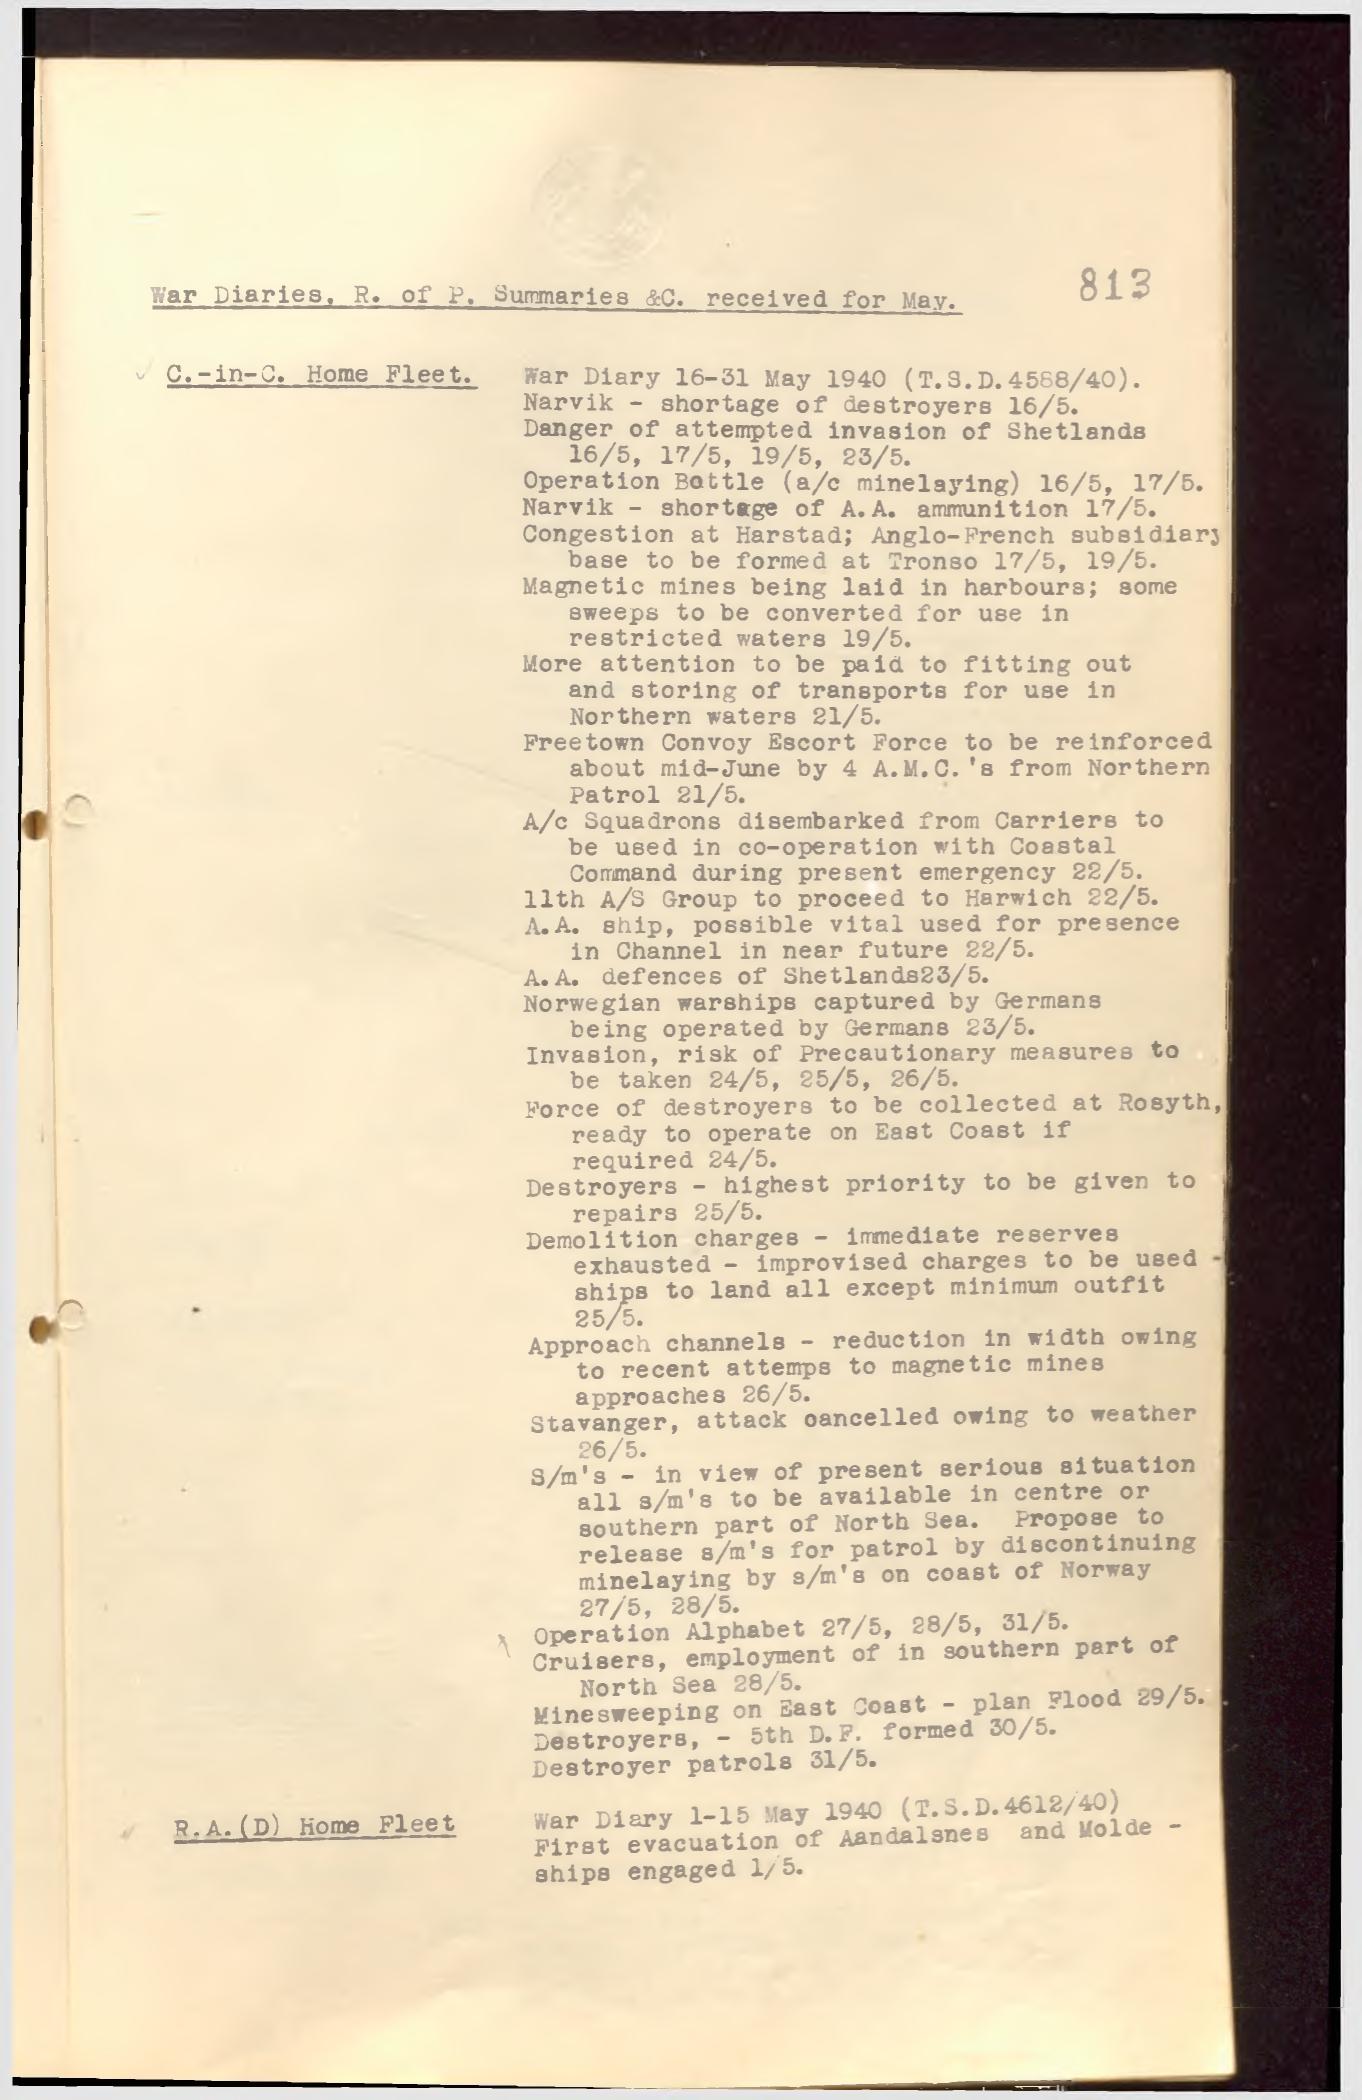 813
War Diaries, R. of P. Summaries &C. received for May.
C.-in-C. Home Fleet.
War Diary 16-31 May 1940 (T.S.D.4588/40).
Narvik - shortage of destroyers 16/5.
Danger of attempted invasion of Shetlands
16/5, 17/5, 19/5, 23/5.
Operation Bottle (a/c minelaying) 16/5, 17/5.
Narvik - shortage of A.A. ammunition 17/5.
Congestion at Harstad; Anglo-French subsidiary
base to be formed at Tronso 17/5, 19/5.
Magnetic mines being laid in harbours; some
sweeps to be converted for use in
restricted waters 19/5.
More attention to be paid to fitting out
and storing of transports for use in
Northern waters 21/5.
Freetown Convoy Escort Force to be reinforced
about mid-June by 4 A.M.C.'s from Northern
Patrol 21/5.
A/c Squadrons disembarked from Carriers to
be used in co-operation with Coastal
Command during present emergency 22/5.
11th A/S Group to proceed to Harwich 22/5.
A.A. ship, possible vital used for presence
in Channel in near future 22/5.
A.A. defences of Shetlands23/5.
Norwegian warships captured by Germans
being operated by Germans 23/5.
Invasion, risk of Precautionary measures to
be taken 24/5, 25/5, 26/5.
Force of destroyers to be collected at Rosyth,
ready to operate on East Coast if
required 24/5.
Destroyers - highest priority to be given to
repairs 25/5.
Demolition charges - immediate reserves
exhausted - improvised charges to be used -
ships to land all except minimum outfit
25/5.
Approach channels - reduction in width owing
to recent attemps to magnetic mines
approaches 26/5.
Stavanger, attack cancelled owing to weather
26/5.
S/m's - in view of present serious situation
all s/m's to be available in centre or
southern part of North Sea. Propose to
release s/m's for patrol by discontinuing
minelaying by s/m's on coast of Norway
27/5, 28/5.
Operation Alphabet 27/5, 28/5, 31/5.
Cruisers, employment of in southern part of
North Sea 28/5.
Minesweeping on East Coast - plan Flood 29/5.
Destroyers, - 5th D.F. formed 30/5.
Destroyer patrols 31/5.
R.A.(D) Home Fleet
War Diary 1-15 May 1940 (T.S.D.4612/40)
First evacuation of Aandalsnes and Molde -
ships engaged 1/5.